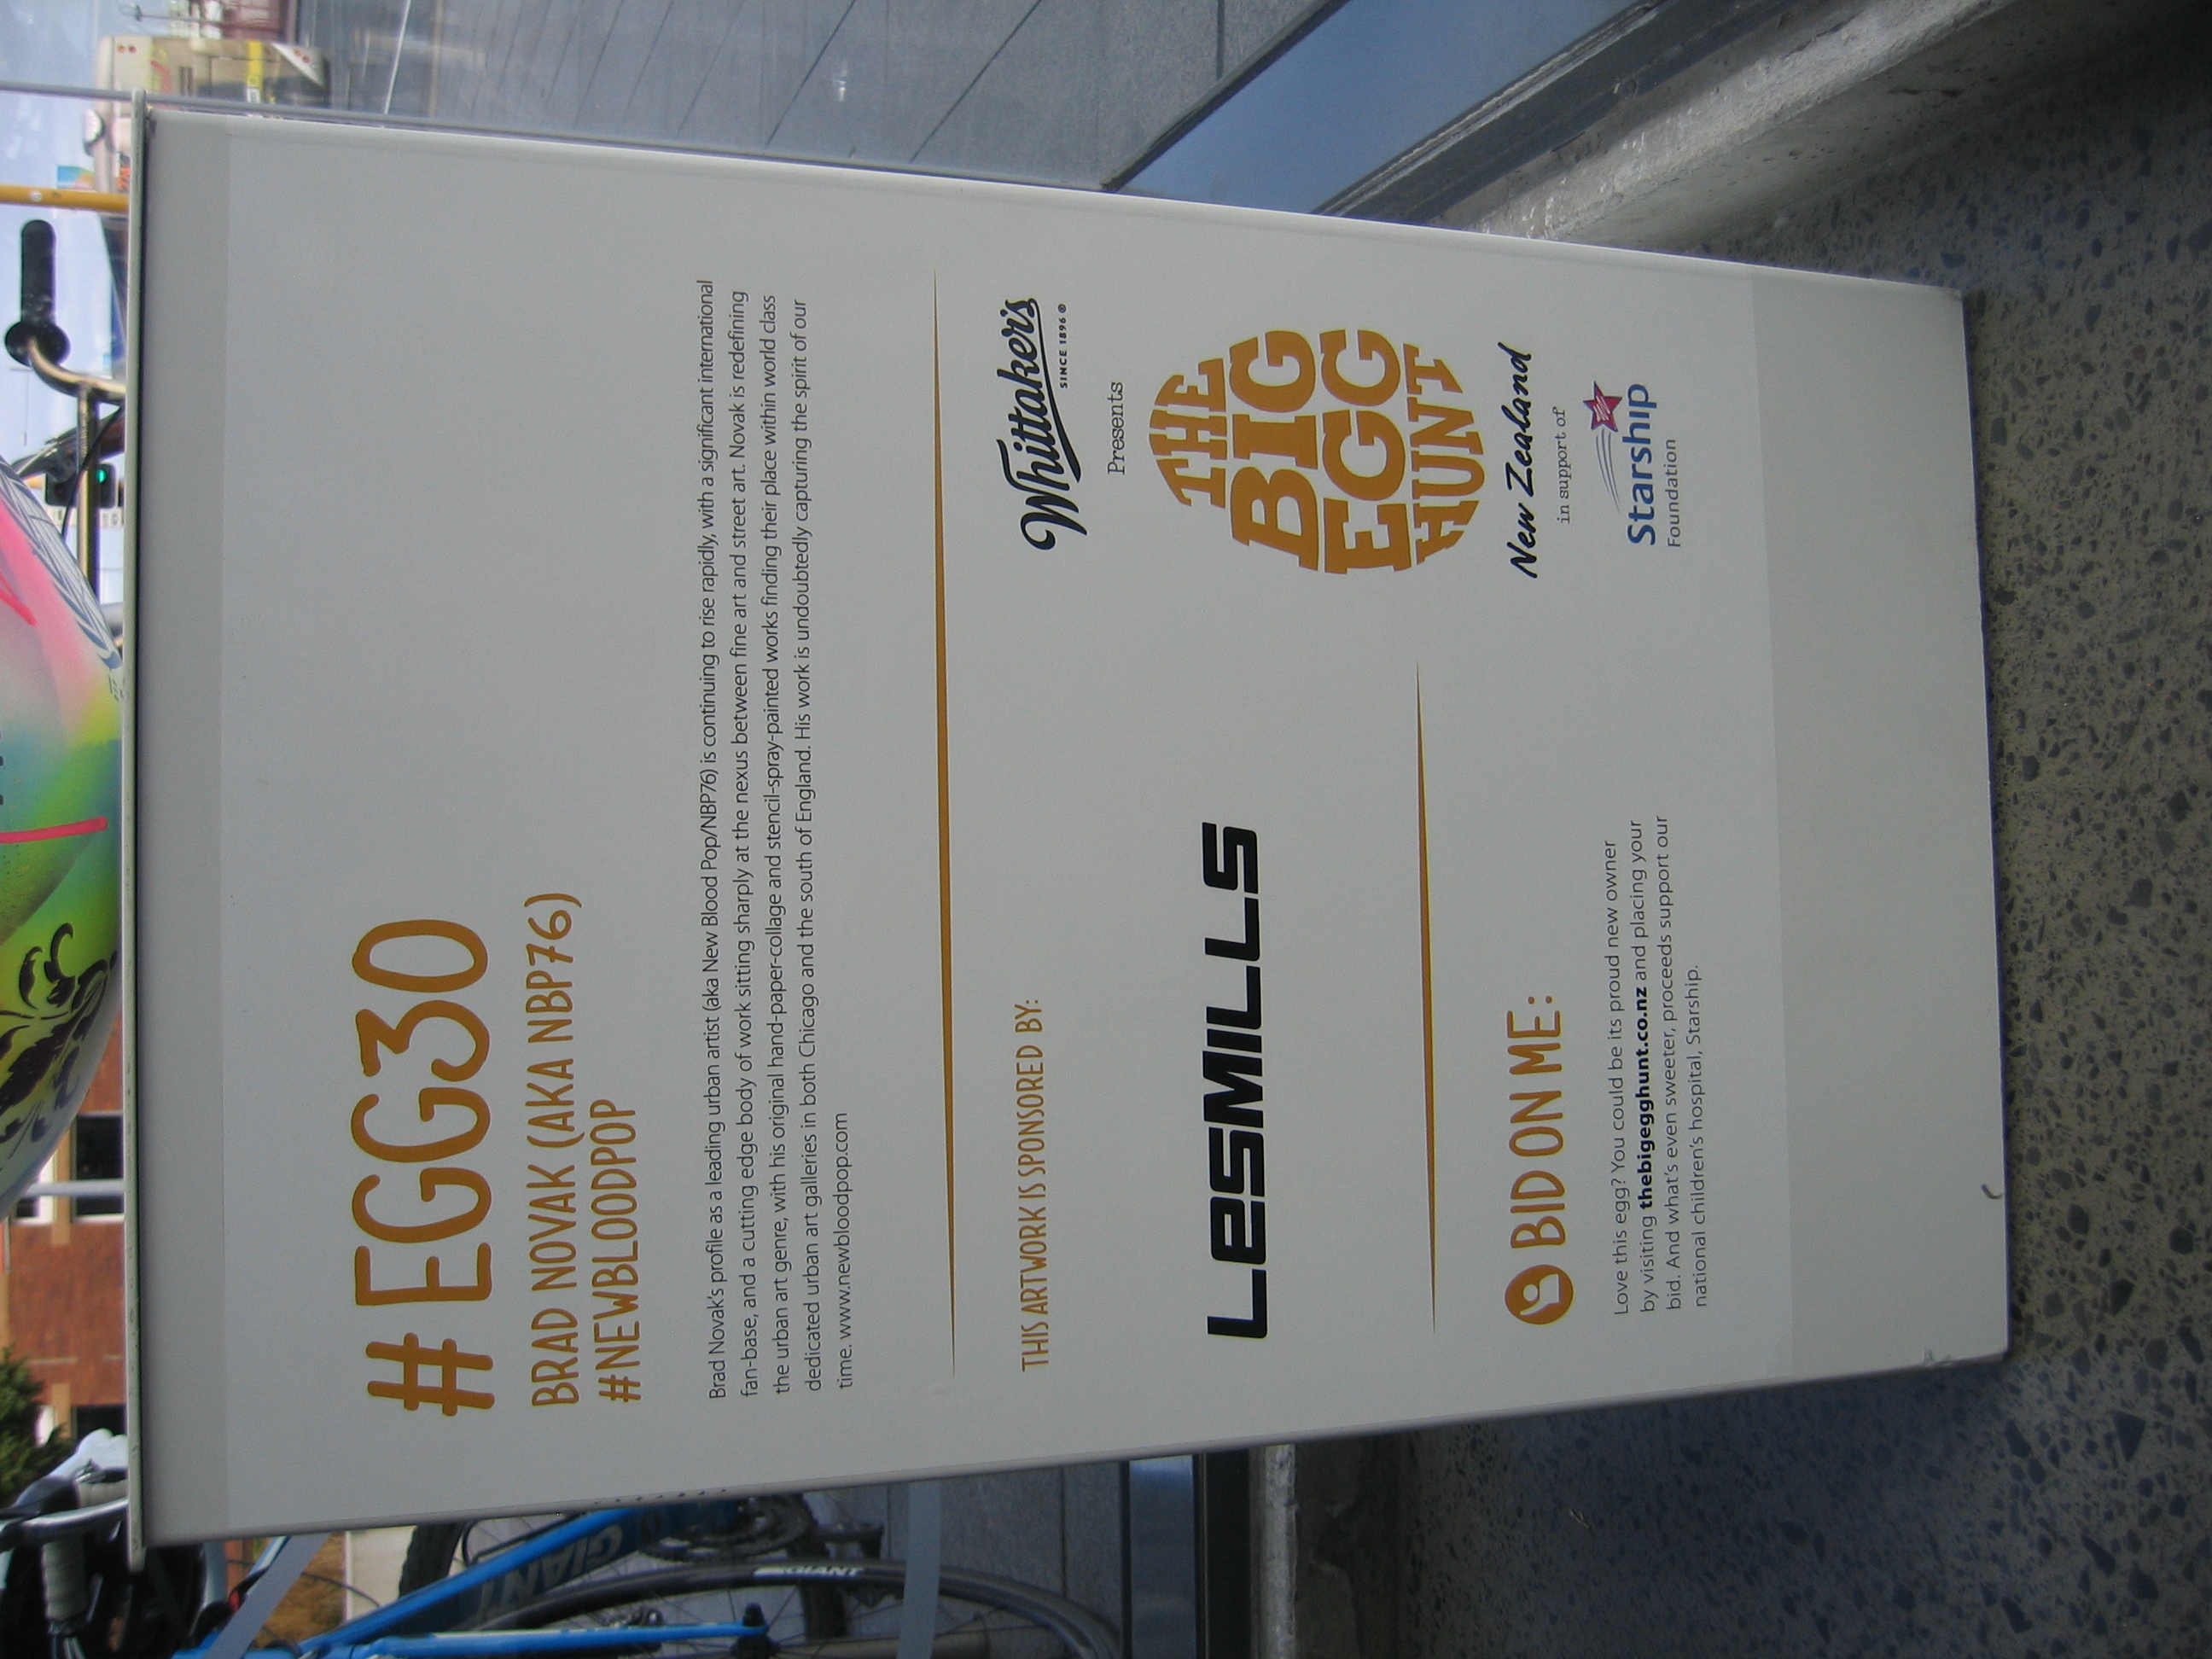 #EGG30
BRAD NOVAK (AKA NBP76)
#NEWBLOODPOP
Brad Novak's profile as a leading urban artist (aka New Blood Pop/NBP76) is continuing to rise rapidly, with a significant international
fan-base, and a cutting edge body of work sitting sharply at the nexus between fine art and street art. Novak is redefining
the urban art genre, with his original hand-paper-collage and stencil-spray-painted works finding their place within world class
dedicated urban art galleries in both Chicago and the south of England. His work is undoubtedly capturing the spirit of our
time. www.newbloodpop.com
THIS ARTWORK IS SPONSORED BY:
LESMILLS
BID ON ME:
Love this egg? You could be its proud new owner
by visiting thebigegghunt.co.nz and placing your
bid. And what's even sweeter, proceeds support our
national children's hospital, Starship.
Whittaker's
SINCE 1896 ®
Presents
THE
BIG
EGG
HUNT
New Zealand
in support of
Starship
Foundation
GIANT
GIANT